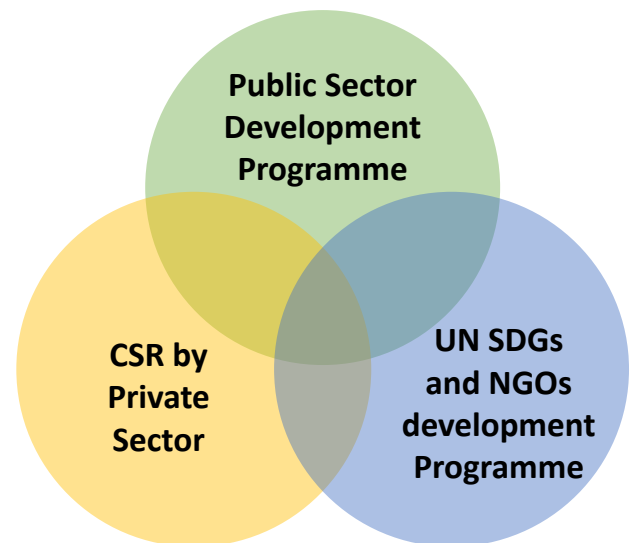 Public Sector
Development
Programme
CSR by
Private
Sector
UN SDGs
and NGOs
development
Programme